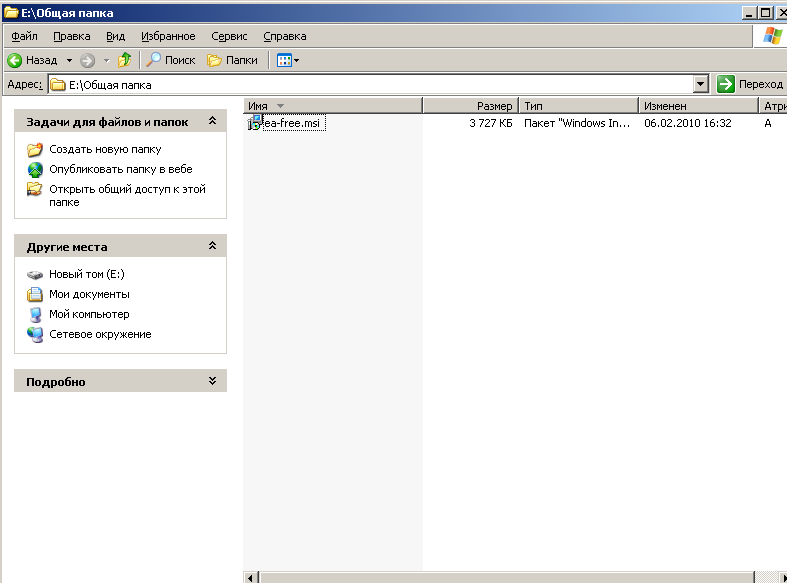 E:\Общая папка
Файл Правка Вид Избранное Сервис Справка
Назад Поиск Папки
Адрес: E:\Общая папка Переход
Имя Размер Тип Изменен Атри
ea-free.msi 3 727 КБ Пакет "Windows In... 06.02.2010 16:32 A
Задачи для файлов и папок
Создать новую папку
Опубликовать папку в вебе
Открыть общий доступ к этой
папке
Другие места
Новый том (E:)
Мои документы
Мой компьютер
Сетевое окружение
Подробно